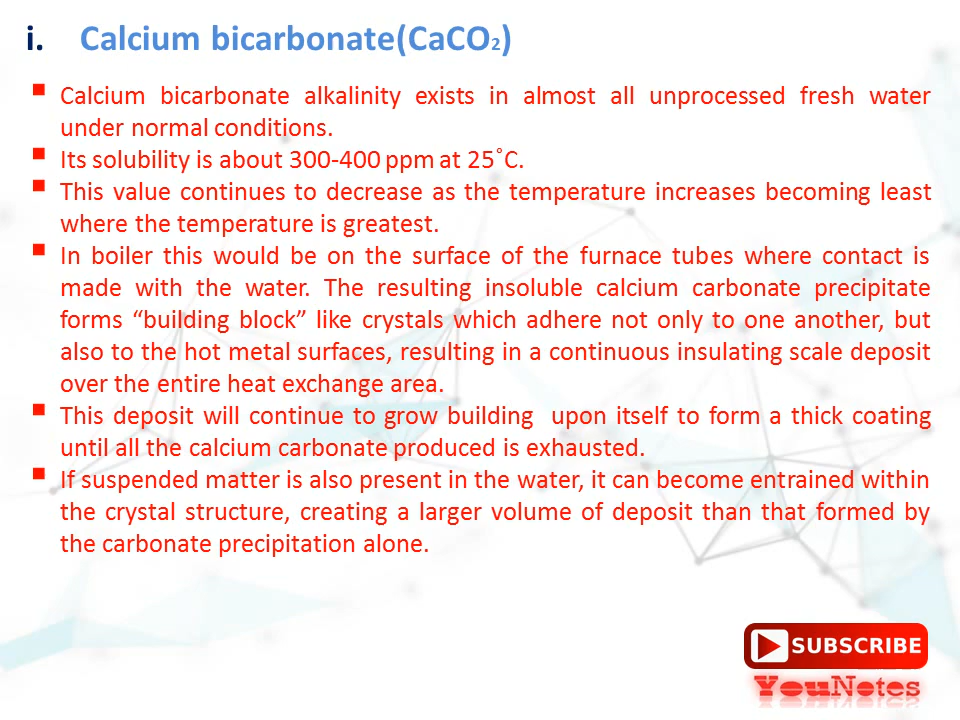 i. Calcium bicarbonate(CaCO₂)
▪ Calcium bicarbonate alkalinity exists in almost all unprocessed fresh water
under normal conditions.
▪ Its solubility is about 300-400 ppm at 25˚C.
▪ This value continues to decrease as the temperature increases becoming least
where the temperature is greatest.
▪ In boiler this would be on the surface of the furnace tubes where contact is
made with the water. The resulting insoluble calcium carbonate precipitate
forms “building block” like crystals which adhere not only to one another, but
also to the hot metal surfaces, resulting in a continuous insulating scale deposit
over the entire heat exchange area.
▪ This deposit will continue to grow building upon itself to form a thick coating
until all the calcium carbonate produced is exhausted.
▪ If suspended matter is also present in the water, it can become entrained within
the crystal structure, creating a larger volume of deposit than that formed by
the carbonate precipitation alone.
SUBSCRIBE
YouNotes